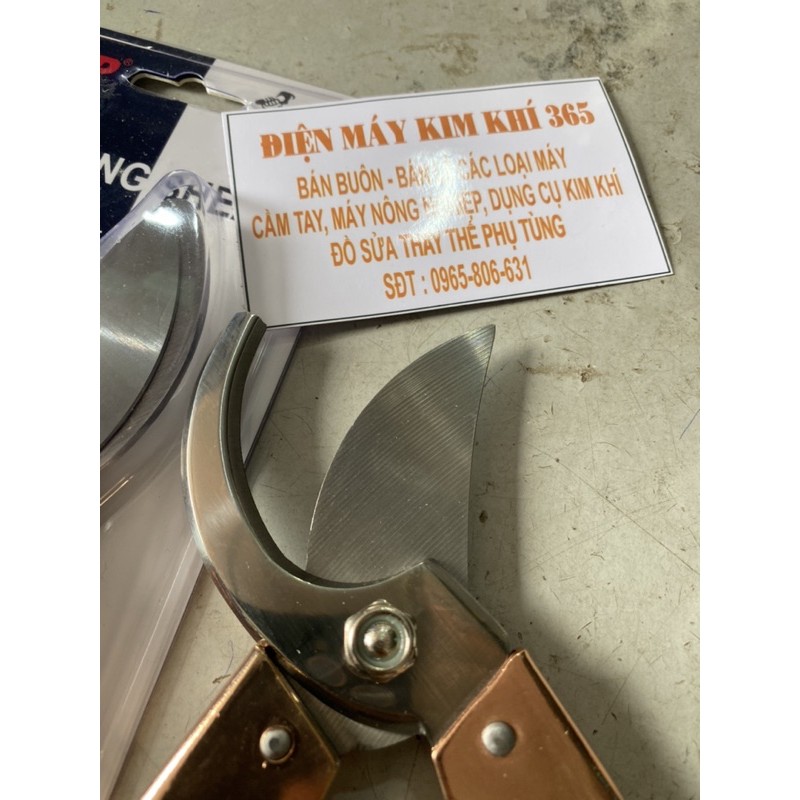 ĐIỆN MÁY KIM KHÍ 365
BÁN BUÔN - BÁN CÁC LOẠI MÁY
CẦM TAY, MÁY NÔNG DỤNG CỤ KIM KHÍ
ĐỒ SỬA THAY THẾ PHỤ TÙNG
SĐT : 0965-806-631